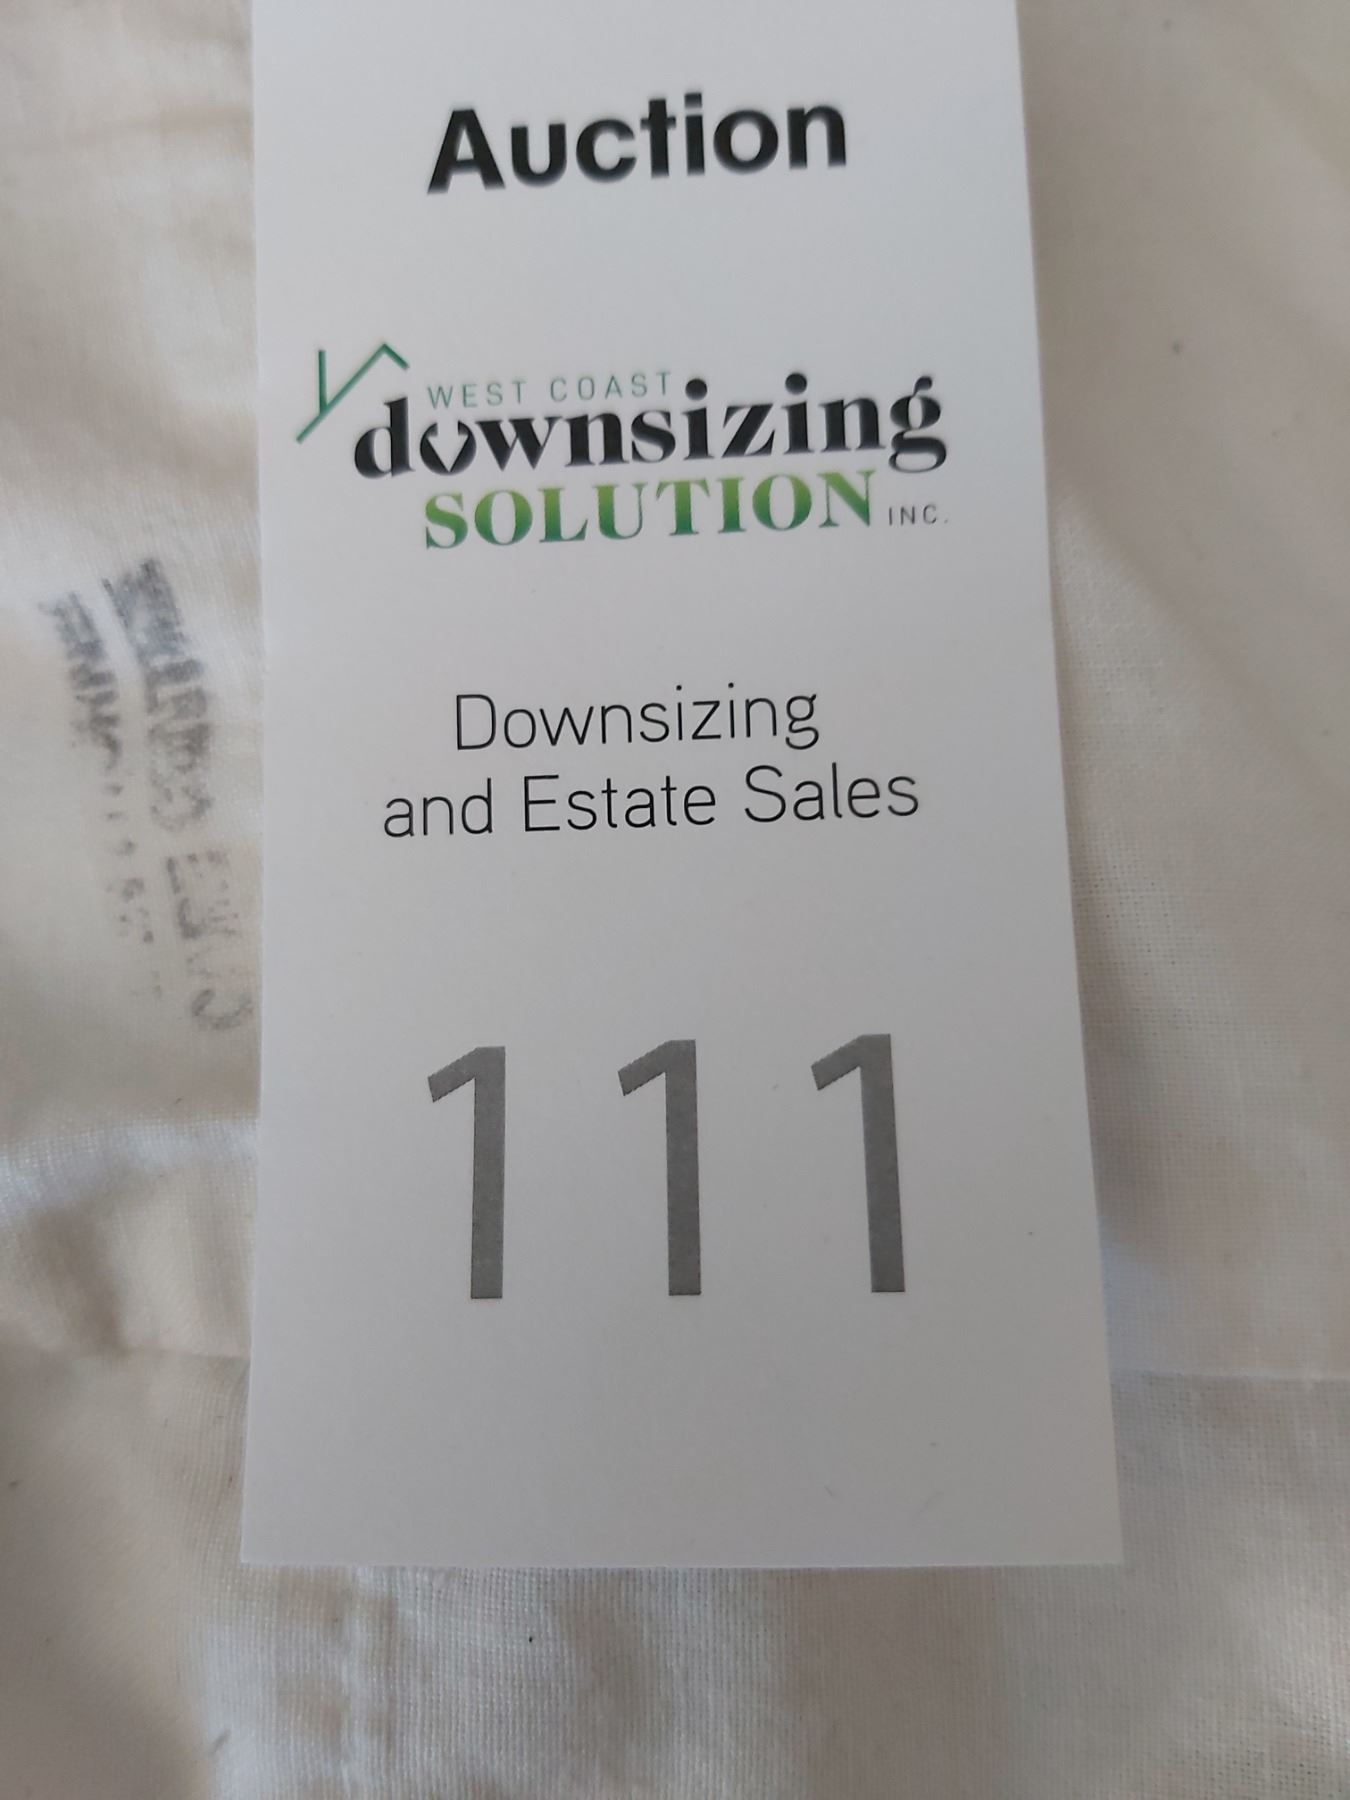 Auction
WEST COAST
downsizing
SOLUTION INC.
Downsizing
and Estate Sales
111